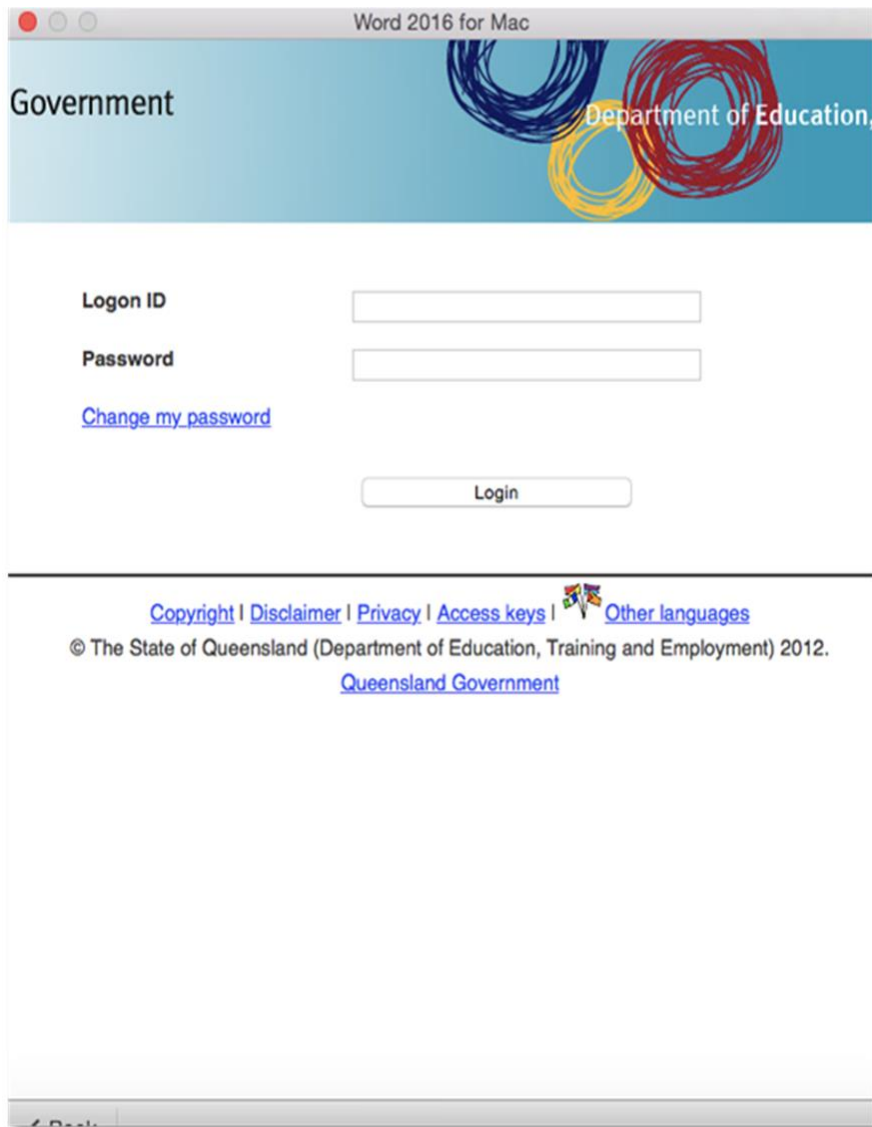 Word 2016 for Mac
Government
Department of Education,
Logon ID
Password
Change my password
Login
Copyright | Disclaimer | Privacy | Access keys | Other languages
© The State of Queensland (Department of Education, Training and Employment) 2012.
Queensland Government